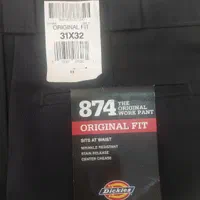 ORIGINAL FIT
31X32
874 THE
ORIGINAL
WORK PANT
ORIGINAL FIT
SITS AT WAIST
WRINKLE RESISTANT
STAIN RELEASE
CENTER CREASE
Dickies